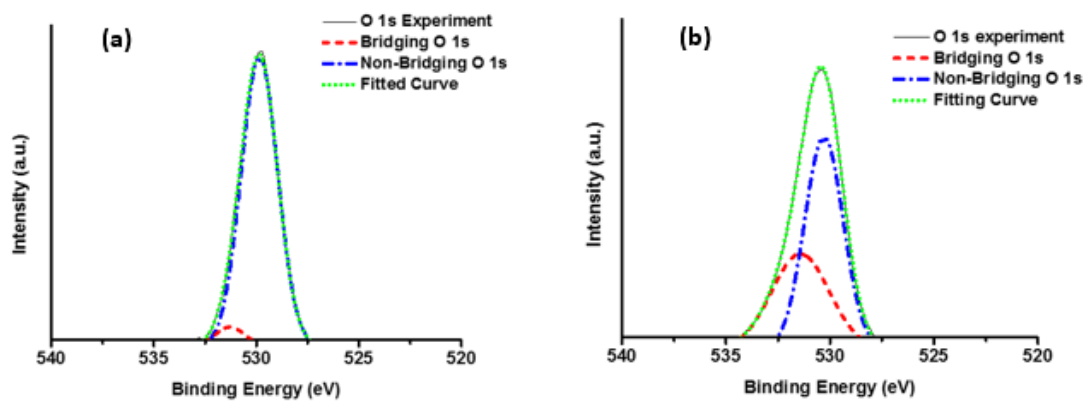 (a)
O 1s Experiment
Bridging O 1s
Non-Bridging O 1s
Fitted Curve
Intensity (a.u.)
540 535 530 525 520
Binding Energy (eV)
(b)
O 1s experiment
Bridging O 1s
Non-Bridging O 1s
Fitting Curve
Intensity (a.u.)
540 535 530 525 520
Binding Energy (eV)